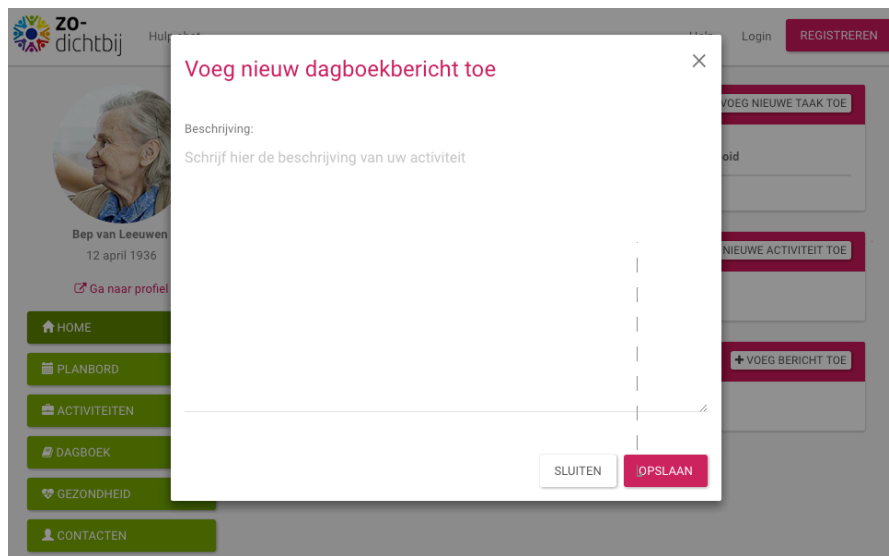 ZO-
dichtbij
Login
REGISTREREN
Voeg nieuw dagboekbericht toe
VOEG NIEUWE TAAK TOE
Beschrijving:
Schrijf hier de beschrijving van uw activiteit
Bep van Leeuwen
12 april 1936
NIEUWE ACTIVITEIT TOE
Ga naar profiel
HOME
PLANBORD
+ VOEG BERICHT TOE
ACTIVITEITEN
DAGBOEK
SLUITEN
OPSLAAN
GEZONDHEID
CONTACTEN